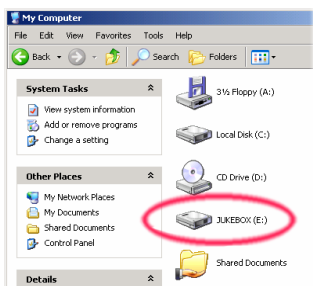 My Computer
File Edit View Favorites Tools Help
Back Search Folders
System Tasks
View system information
Add or remove programs
Change a setting
Other Places
My Network Places
My Documents
Shared Documents
Control Panel
Details
3½ Floppy (A:)
Local Disk (C:)
CD Drive (D:)
JUKEBOX (E:)
Shared Documents